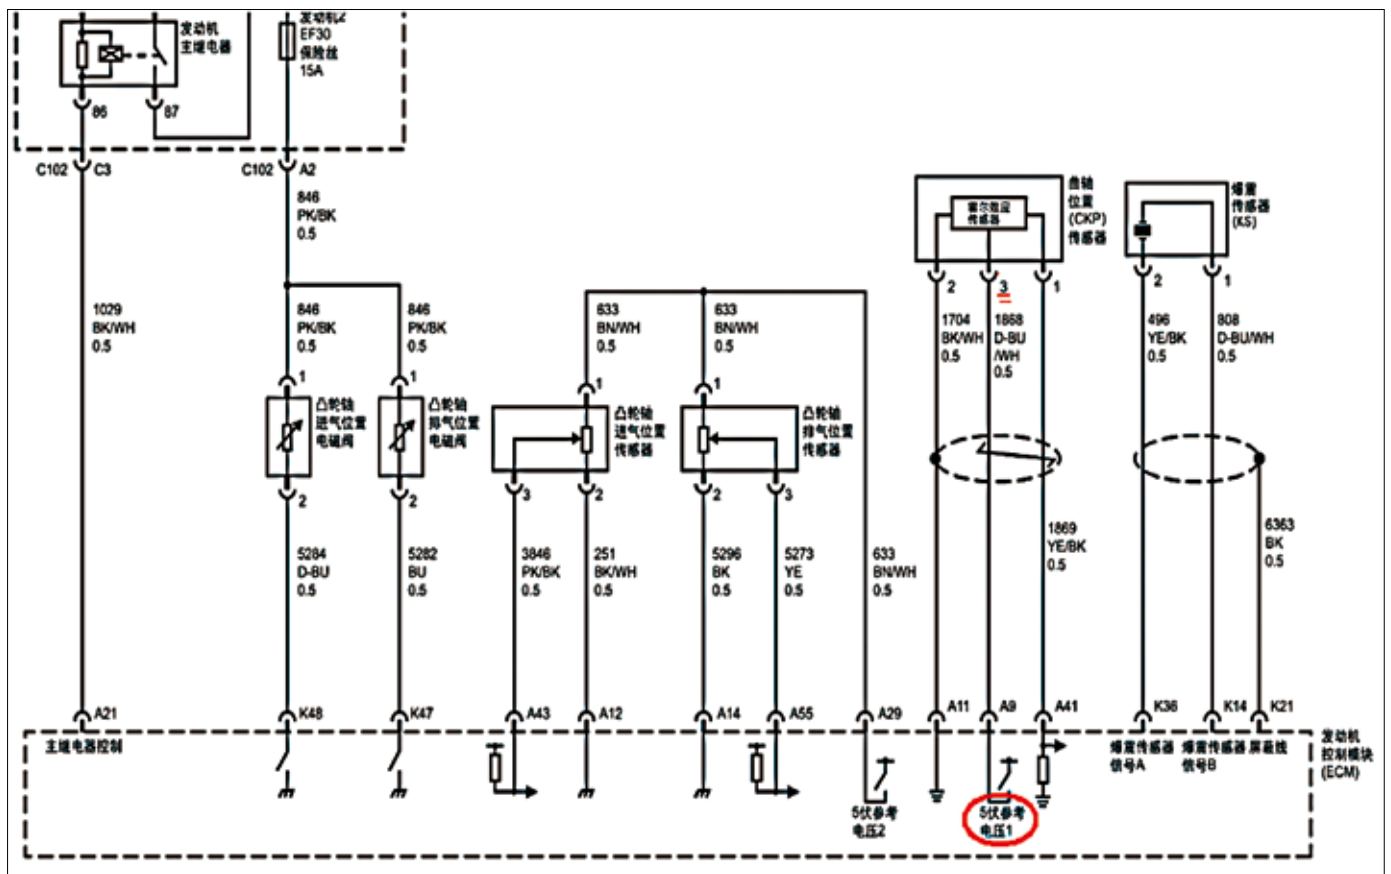 发动机
主继电器
86
87
发动机2
EF30
保险丝
15A
C102
C3
C102
A2
846
PK/BK
0.5
1029
BK/WH
0.5
846
PK/BK
0.5
846
PK/BK
0.5
633
BN/WH
0.5
633
BN/WH
0.5
曲轴
位置
(CKP)
传感器
霍尔效应
传感器
2
3
1
1704
BK/WH
0.5
1868
D-BU
/WH
0.5
爆震
传感器
(KS)
2
1
496
YE/BK
0.5
808
D-BU/WH
0.5
1
凸轮轴
进气位置
电磁阀
2
1
凸轮轴
排气位置
电磁阀
2
1
凸轮轴
进气位置
传感器
3
2
1
凸轮轴
排气位置
传感器
2
3
5284
D-BU
0.5
5282
BU
0.5
3846
PK/BK
0.5
251
BK/WH
0.5
5296
BK
0.5
5273
YE
0.5
633
BN/WH
0.5
1869
YE/BK
0.5
6363
BK
0.5
A21
K48
K47
A43
A12
A14
A55
A29
A11
A9
A41
K36
K14
K21
主继电器控制
5伏参考
电压2
5伏参考
电压1
爆震传感器
信号A
爆震传感器
信号B
屏蔽线
发动机
控制模块
(ECM)